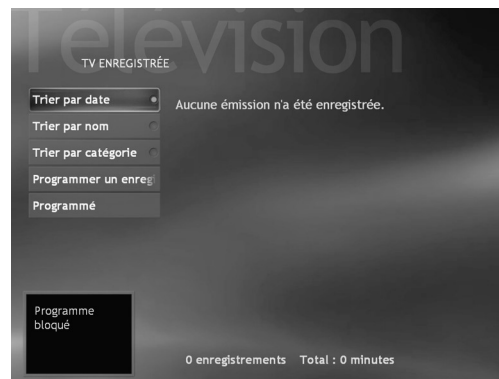 Télévision
TV ENREGISTRÉE
Trier par date
Aucune émission n'a été enregistrée.
Trier par nom
Trier par catégorie
Programmer un enreg
Programmé
Programme
bloqué
0 enregistrements Total : 0 minutes